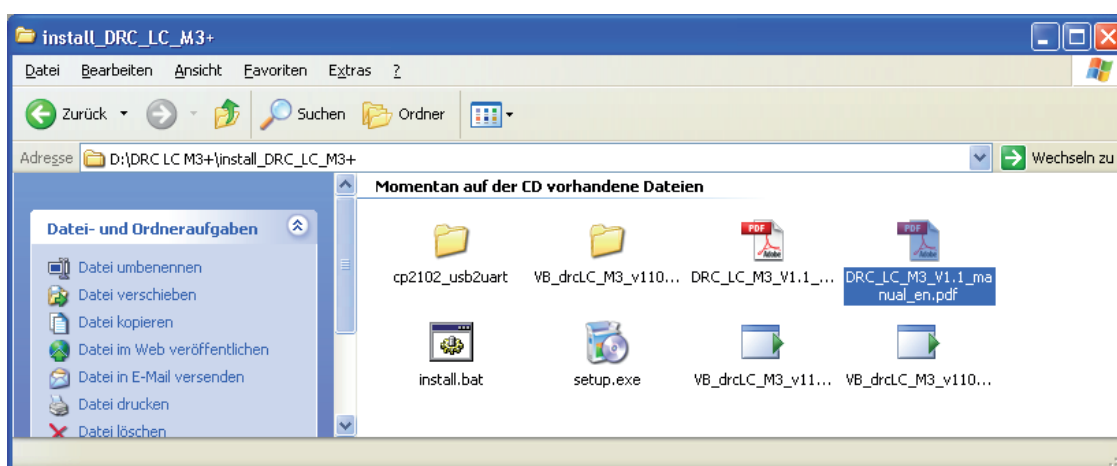 install_DRC_LC_M3+
Datei Bearbeiten Ansicht Favoriten Extras ?
Zurück Suchen Ordner
Adresse D:\DRC LC M3+\install_DRC_LC_M3+ Wechseln zu
Momentan auf der CD vorhandene Dateien
Datei- und Ordneraufgaben
Datei umbenennen
Datei verschieben
Datei kopieren
Datei im Web veröffentlichen
Datei in E-Mail versenden
Datei drucken
Datei löschen
cp2102_usb2uart VB_drcLC_M3_v110... DRC_LC_M3_V1.1_... DRC_LC_M3_V1.1_ma
nual_en.pdf
PDF
Adobe
PDF
Adobe
install.bat setup.exe VB_drcLC_M3_v11... VB_drcLC_M3_v110...